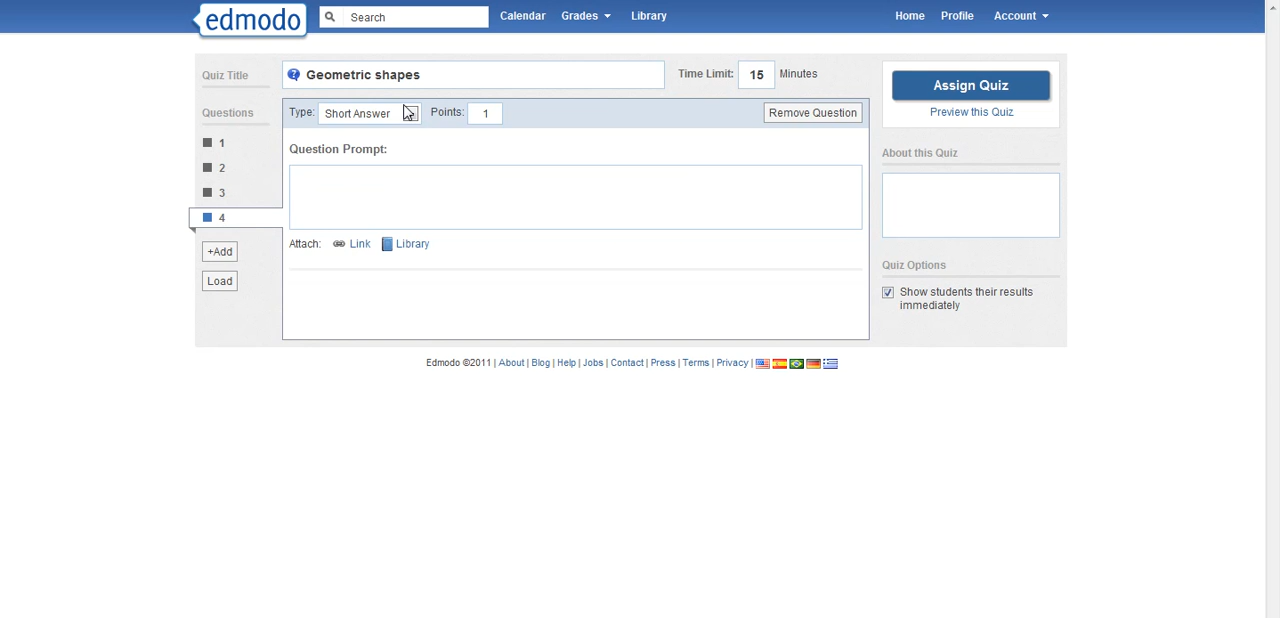 edmodo Search Calendar Grades Library Home Profile Account
Quiz Title Geometric shapes Time Limit: 15 Minutes
Assign Quiz
Preview this Quiz
Questions
Type: Short Answer Points: 1 Remove Question
1
2
3
4
+Add
Load
Question Prompt:
Attach: Link Library
About this Quiz
Quiz Options
Show students their results
immediately
Edmodo ©2011 | About | Blog | Help | Jobs | Contact | Press | Terms | Privacy |